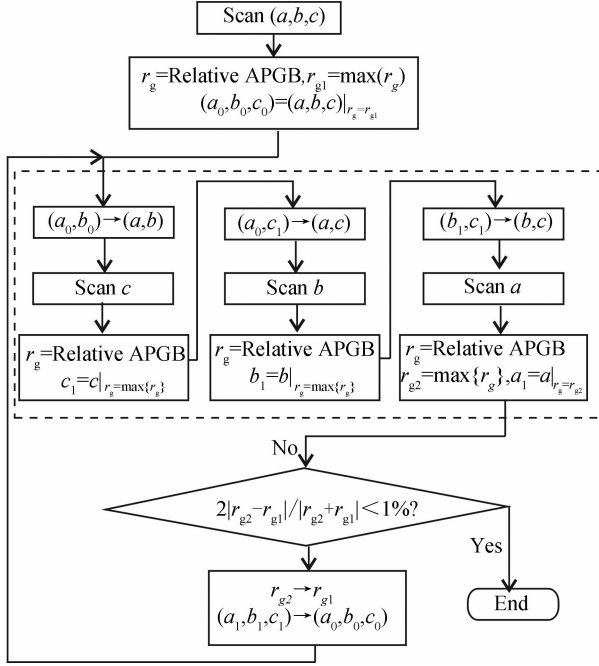 Scan (a,b,c)
r_g=Relative APGB,r_g1=max(r_g)
(a_0,b_0,c_0)=(a,b,c)|_{r_g=r_g1}
(a_0,b_0)→(a,b)
Scan c
r_g=Relative APGB
c_1=c|_{r_g=max{r_g}}
(a_0,c_1)→(a,c)
Scan b
r_g=Relative APGB
b_1=b|_{r_g=max{r_g}}
(b_1,c_1)→(b,c)
Scan a
r_g=Relative APGB
r_g2=max{r_g},a_1=a|_{r_g=r_g2}
No
2|r_g2−r_g1|/|r_g2+r_g1|<1%?
Yes
r_g2→r_g1
(a_1,b_1,c_1)→(a_0,b_0,c_0)
End